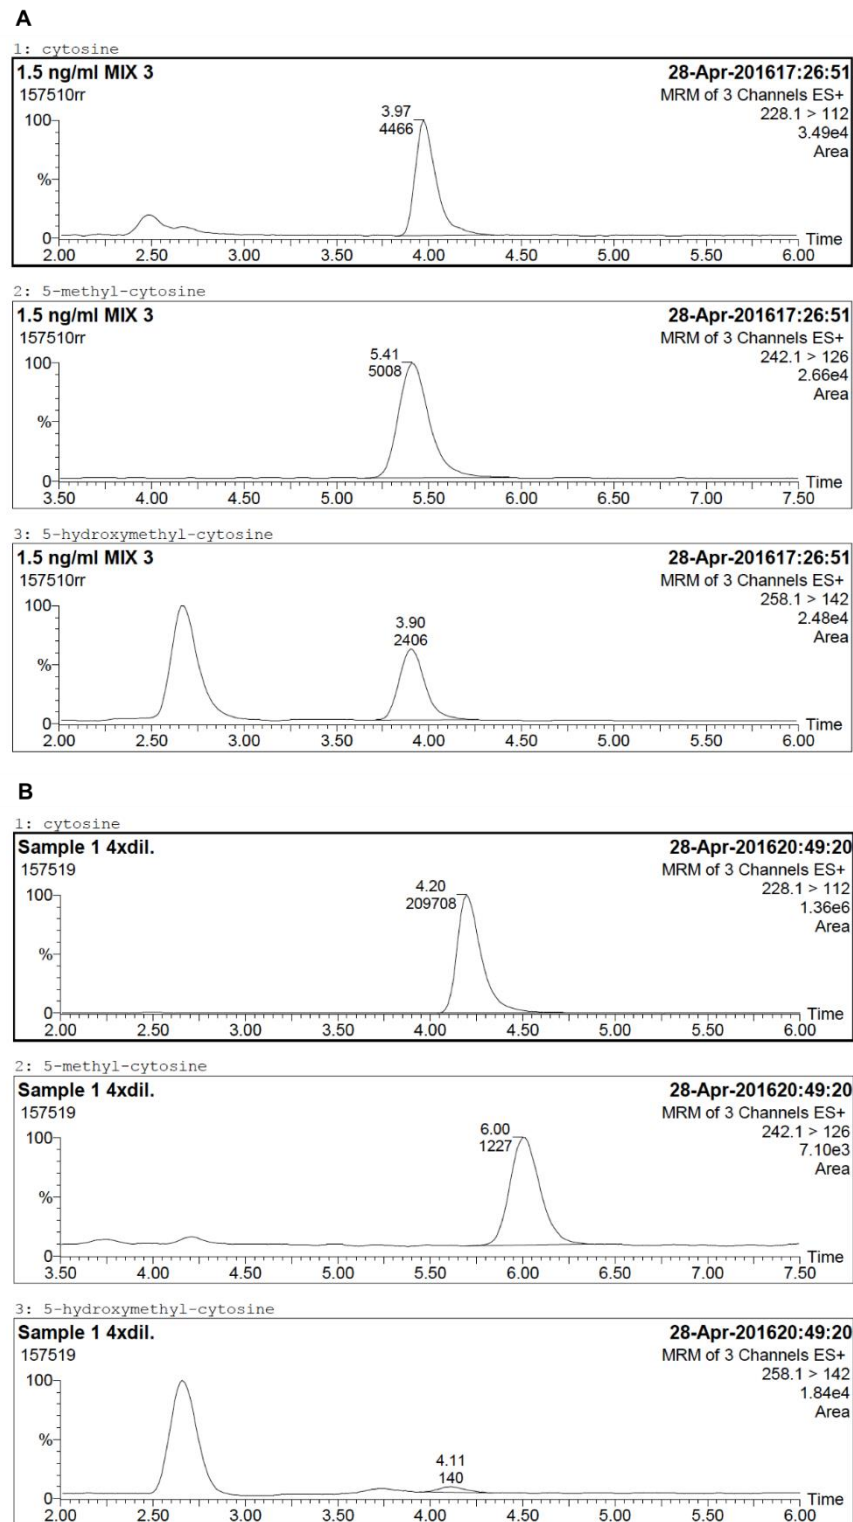 A
1: cytosine
1.5 ng/ml MIX 3 28-Apr-201617:26:51
157510rr MRM of 3 Channels ES+
228.1 > 112
3.49e4
Area
3.97
4466
100
%
0
Time
2.00 2.50 3.00 3.50 4.00 4.50 5.00 5.50 6.00
2: 5-methyl-cytosine
1.5 ng/ml MIX 3 28-Apr-201617:26:51
157510rr MRM of 3 Channels ES+
242.1 > 126
2.66e4
Area
5.41
5008
100
%
0
Time
3.50 4.00 4.50 5.00 5.50 6.00 6.50 7.00 7.50
3: 5-hydroxymethyl-cytosine
1.5 ng/ml MIX 3 28-Apr-201617:26:51
157510rr MRM of 3 Channels ES+
258.1 > 142
2.48e4
Area
100
3.90
2406
%
0
Time
2.00 2.50 3.00 3.50 4.00 4.50 5.00 5.50 6.00
B
1: cytosine
Sample 1 4xdil. 28-Apr-201620:49:20
157519 MRM of 3 Channels ES+
228.1 > 112
1.36e6
Area
4.20
209708
100
%
0
Time
2.00 2.50 3.00 3.50 4.00 4.50 5.00 5.50 6.00
2: 5-methyl-cytosine
Sample 1 4xdil. 28-Apr-201620:49:20
157519 MRM of 3 Channels ES+
242.1 > 126
7.10e3
Area
6.00
1227
100
%
0
Time
3.50 4.00 4.50 5.00 5.50 6.00 6.50 7.00 7.50
3: 5-hydroxymethyl-cytosine
Sample 1 4xdil. 28-Apr-201620:49:20
157519 MRM of 3 Channels ES+
258.1 > 142
1.84e4
Area
100
%
4.11
140
0
Time
2.00 2.50 3.00 3.50 4.00 4.50 5.00 5.50 6.00